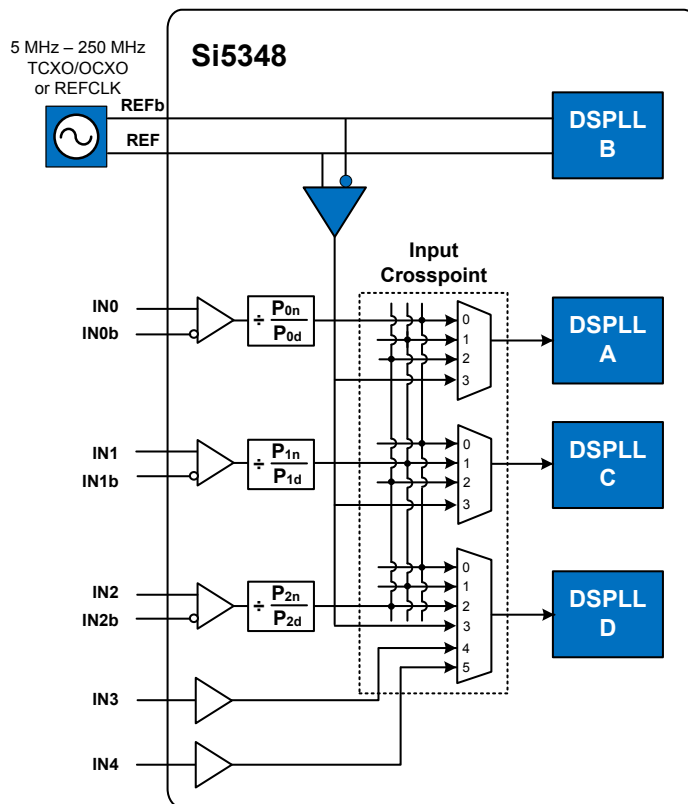 5 MHz – 250 MHz
TCXO/OCXO
or REFCLK
Si5348
REFb
REF
DSPLL
B
Input
Crosspoint
IN0
IN0b
÷ P0n
P0d
0
1
2
3
DSPLL
A
IN1
IN1b
÷ P1n
P1d
0
1
2
3
DSPLL
C
IN2
IN2b
÷ P2n
P2d
0
1
2
3
4
5
DSPLL
D
IN3
IN4